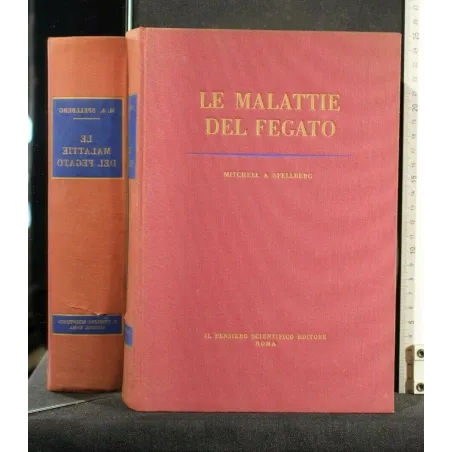 LE MALATTIE
DEL FEGATO
MITCHELL A SPELLBERG
IL PENSIERO SCIENTIFICO EDITORE
ROMA
M. A. SPELLBERG
LE
MALATTIE
DEL FEGATO